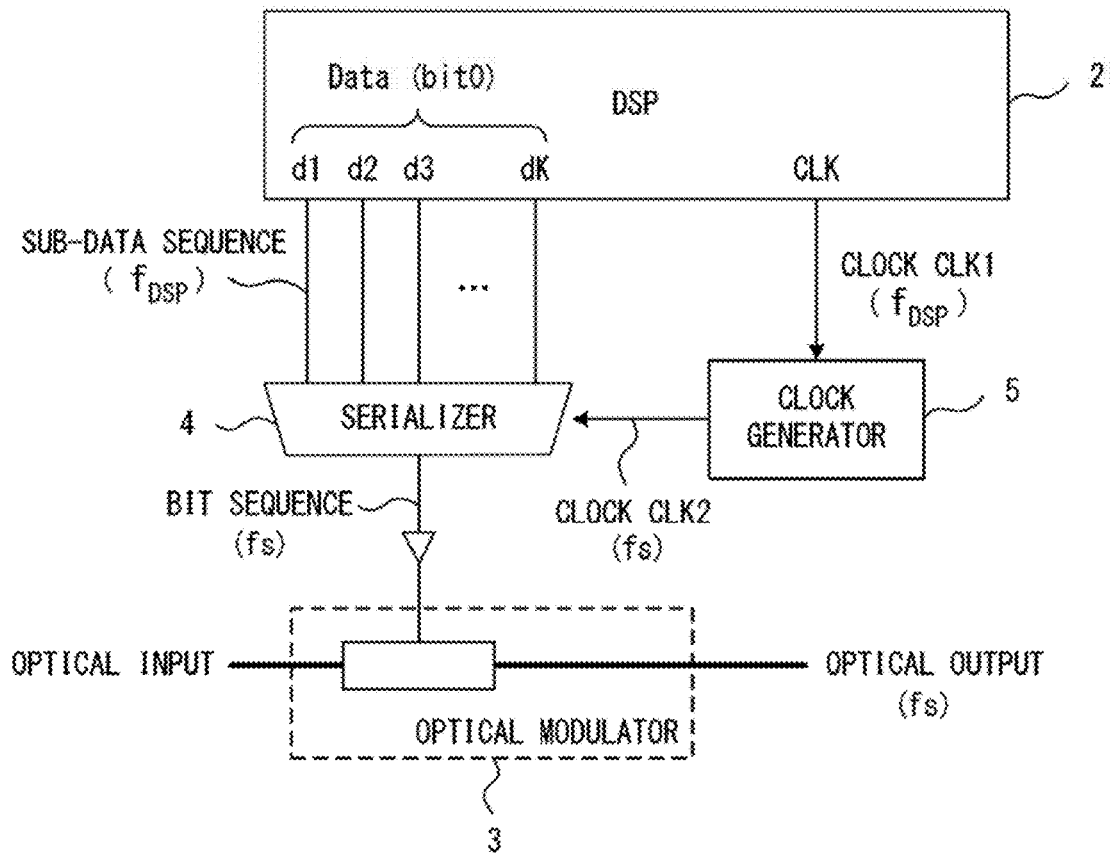 Data (bit0)
DSP
2
d1 d2 d3 dK
CLK
SUB-DATA SEQUENCE
( fDSP )
...
CLOCK CLK1
( fDSP )
4
SERIALIZER
CLOCK
GENERATOR
5
BIT SEQUENCE
(fs)
CLOCK CLK2
(fs)
OPTICAL INPUT
OPTICAL OUTPUT
(fs)
OPTICAL MODULATOR
3